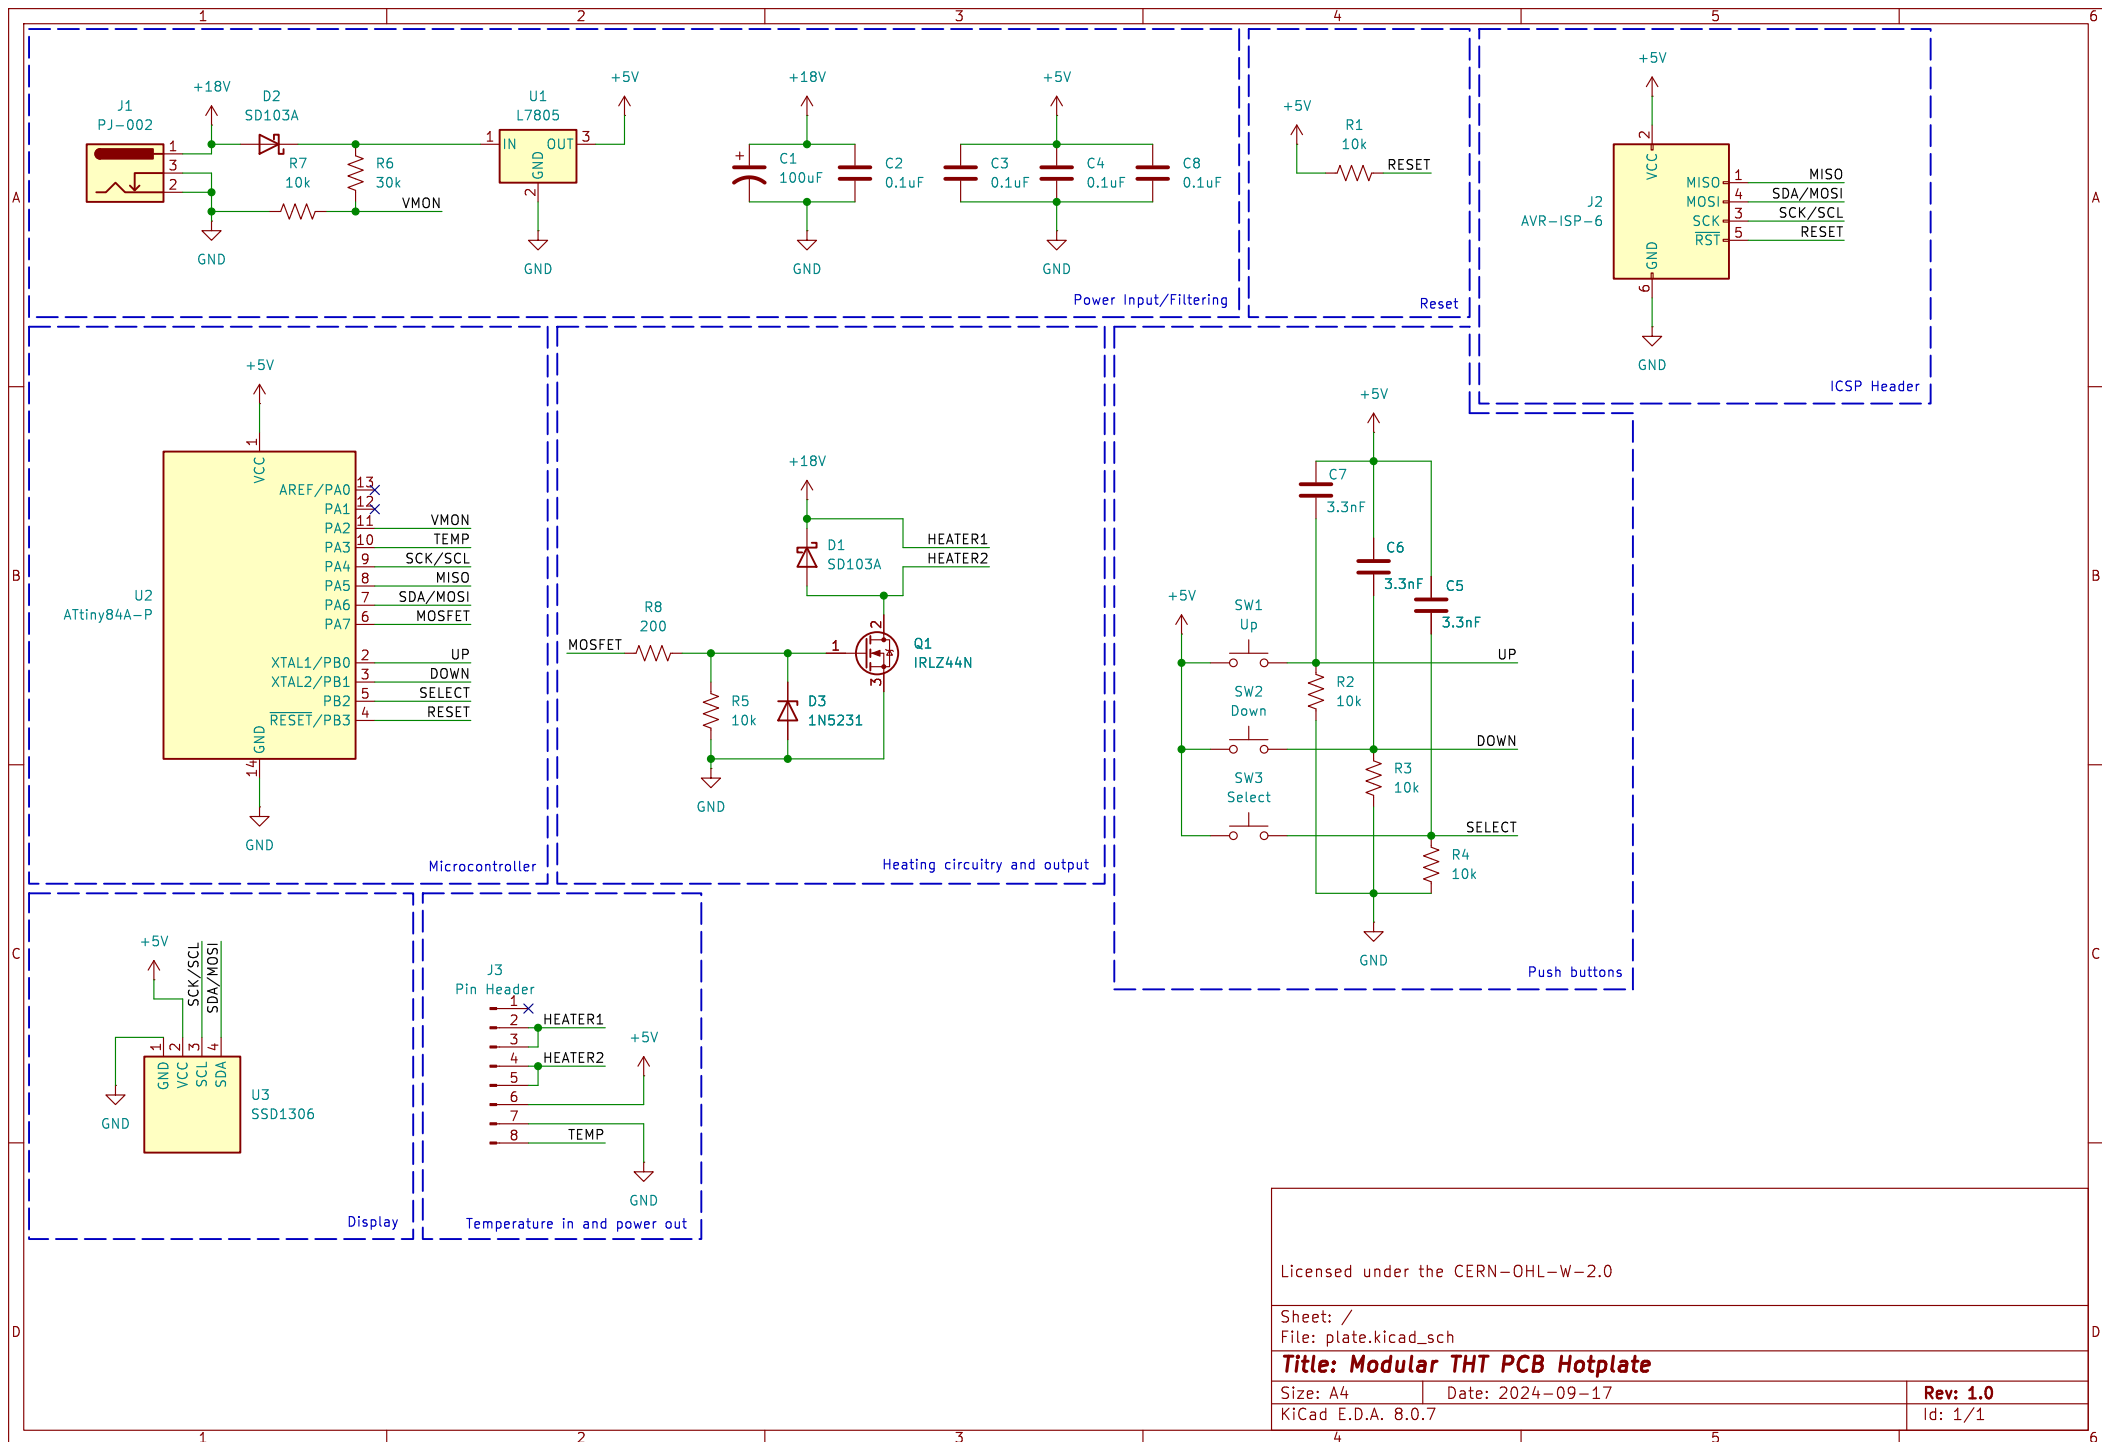 1 2 3 4 5 6
A A
B B
C C
D D
1 2 3 4 5 6
J1
PJ-002
1
3
2
+18V
D2
SD103A
R7
10k
R6
30k
VMON
GND
U1
L7805
1 IN OUT 3
GND
2
+5V
GND
+18V
C1
100uF
+
C2
0.1uF
GND
+5V
C3
0.1uF
C4
0.1uF
C8
0.1uF
GND
Power Input/Filtering
+5V
R1
10k
RESET
Reset
+5V
2
VCC
J2
AVR-ISP-6
MISO 1 MISO
MOSI 4 SDA/MOSI
SCK 3 SCK/SCL
RST 5 RESET
GND
6
GND
ICSP Header
+5V
1
VCC
U2
ATtiny84A-P
AREF/PA0 13
PA1 12
PA2 11 VMON
PA3 10 TEMP
PA4 9 SCK/SCL
PA5 8 MISO
PA6 7 SDA/MOSI
PA7 6 MOSFET
XTAL1/PB0 2 UP
XTAL2/PB1 3 DOWN
PB2 5 SELECT
RESET/PB3 4 RESET
GND
14
GND
Microcontroller
+18V
D1
SD103A
HEATER1
HEATER2
MOSFET
R8
200
R5
10k
D3
1N5231
1
2
3
Q1
IRLZ44N
GND
Heating circuitry and output
+5V
C7
3.3nF
C6
3.3nF
C5
3.3nF
+5V
SW1
Up
UP
R2
10k
SW2
Down
DOWN
R3
10k
SW3
Select
SELECT
R4
10k
GND
Push buttons
+5V
SCK/SCL
SDA/MOSI
1 2 3 4
GND VCC SCL SDA
U3
SSD1306
GND
Display
J3
Pin Header
1
2 HEATER1
3
4 HEATER2
5
6
7
8 TEMP
+5V
GND
Temperature in and power out
Licensed under the CERN-OHL-W-2.0
Sheet: /
File: plate.kicad_sch
Title: Modular THT PCB Hotplate
Size: A4 Date: 2024-09-17 Rev: 1.0
KiCad E.D.A. 8.0.7 Id: 1/1